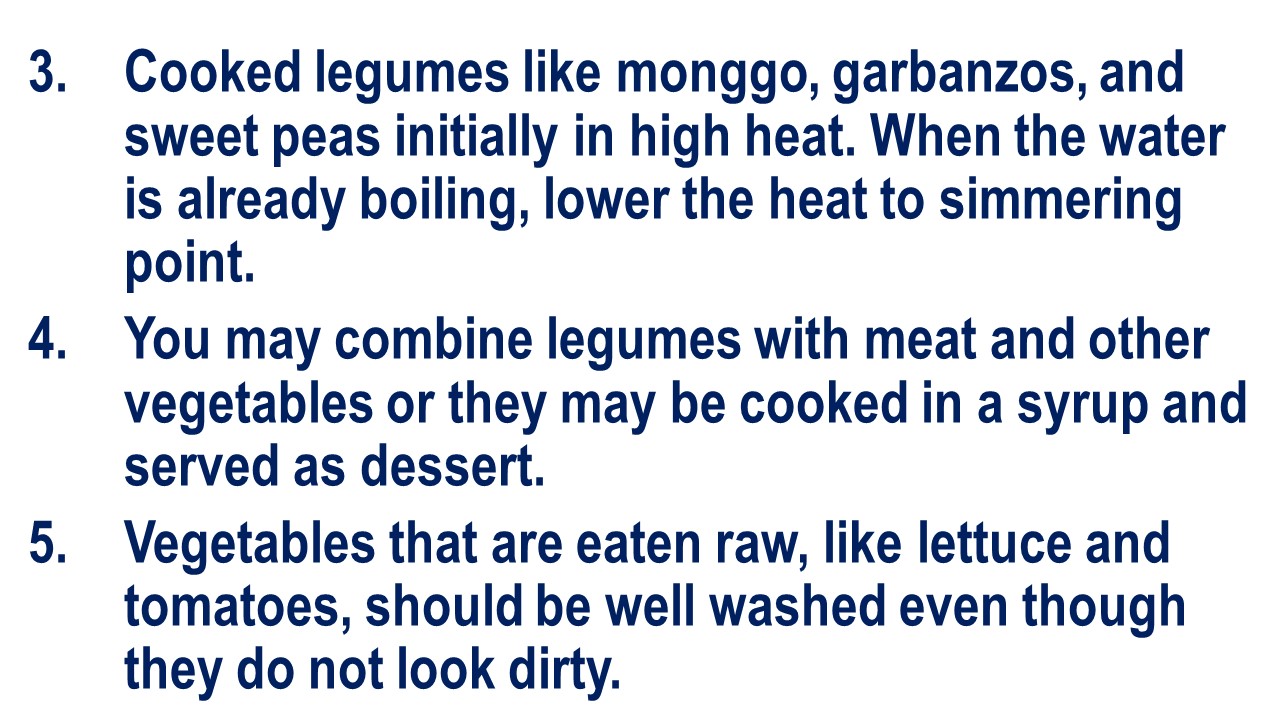 3. Cooked legumes like monggo, garbanzos, and
sweet peas initially in high heat. When the water
is already boiling, lower the heat to simmering
point.
4. You may combine legumes with meat and other
vegetables or they may be cooked in a syrup and
served as dessert.
5. Vegetables that are eaten raw, like lettuce and
tomatoes, should be well washed even though
they do not look dirty.